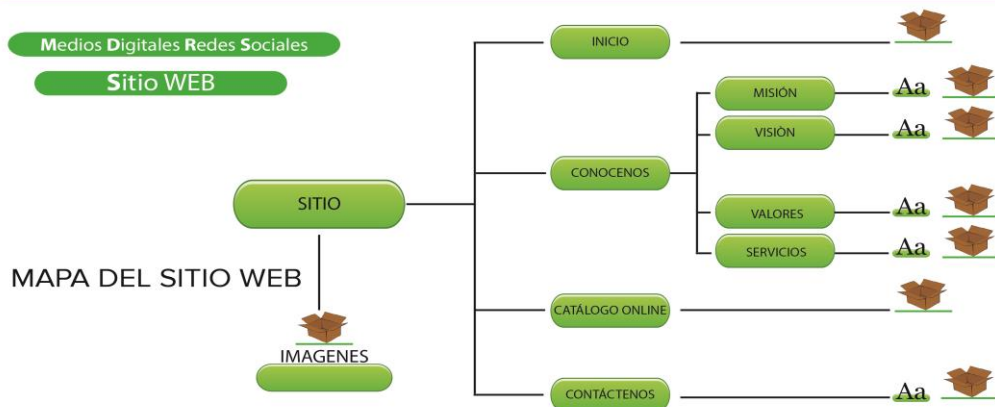 Medios Digitales Redes Sociales
Sitio WEB
INICIO
MISIÓN
Aa
VISIÒN
Aa
CONOCENOS
SITIO
VALORES
Aa
SERVICIOS
Aa
MAPA DEL SITIO WEB
CATÁLOGO ONLINE
IMAGENES
CONTÁCTENOS
Aa